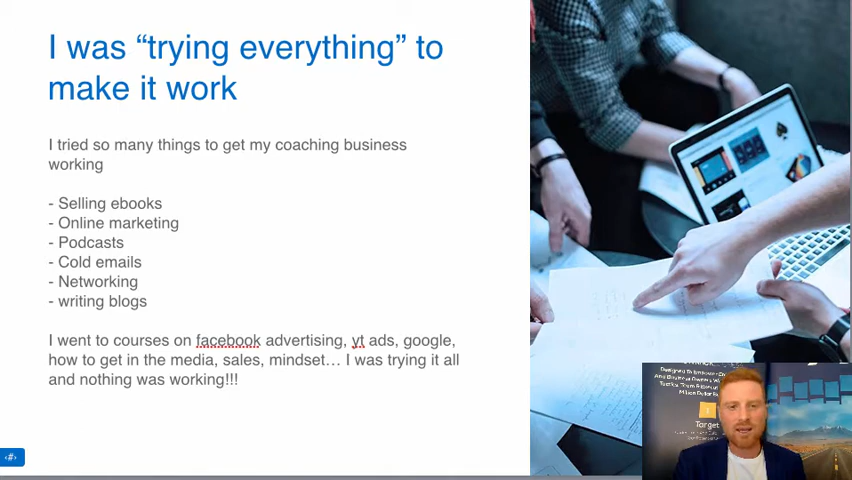 I was “trying everything” to
make it work
I tried so many things to get my coaching business
working
- Selling ebooks
- Online marketing
- Podcasts
- Cold emails
- Networking
- writing blogs
I went to courses on facebook advertising, yt ads, google,
how to get in the media, sales, mindset… I was trying it all
and nothing was working!!!
‹#›
Million Dollar
Target